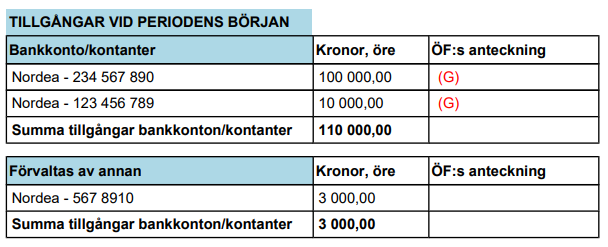 TILLGÅNGAR VID PERIODENS BÖRJAN
Bankkonto/kontanter Kronor, öre ÖF:s anteckning
Nordea - 234 567 890 100 000,00 (G)
Nordea - 123 456 789 10 000,00 (G)
Summa tillgångar bankkonton/kontanter 110 000,00
Förvaltas av annan Kronor, öre ÖF:s anteckning
Nordea - 567 8910 3 000,00
Summa tillgångar bankkonton/kontanter 3 000,00